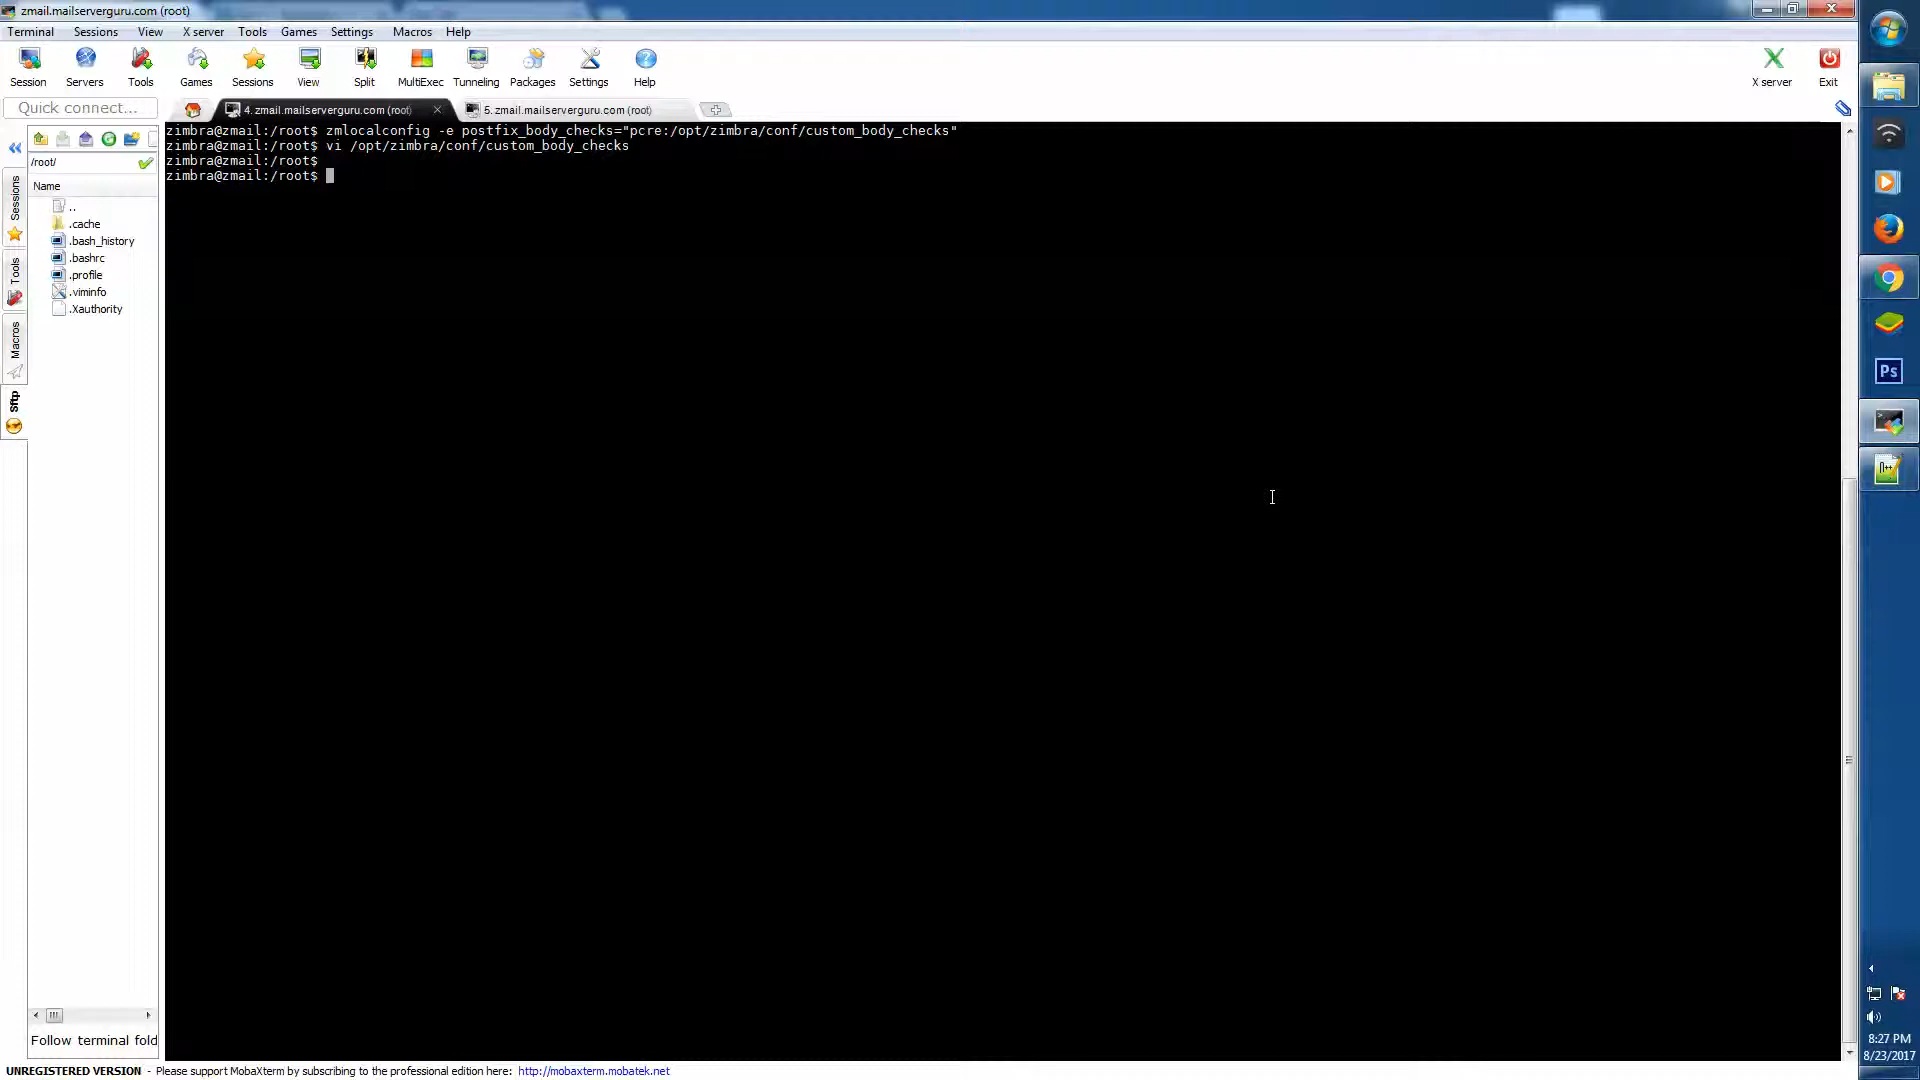 zmail.mailserverguru.com (root)
Terminal Sessions View X server Tools Games Settings Macros Help
Session Servers Tools Games Sessions View Split MultiExec Tunneling Packages Settings Help X server Exit
Quick connect...
4. zmail.mailserverguru.com (root)
5. zmail.mailserverguru.com (root)
/root/
Name
..
.cache
.bash_history
.bashrc
.profile
.viminfo
.Xauthority
Follow terminal fold
Sessions
Tools
Macros
Sftp
zimbra@zmail:/root$ zmlocalconfig -e postfix_body_checks="pcre:/opt/zimbra/conf/custom_body_checks"
zimbra@zmail:/root$ vi /opt/zimbra/conf/custom_body_checks
zimbra@zmail:/root$
zimbra@zmail:/root$
Ps
8:27 PM
8/23/2017
UNREGISTERED VERSION - Please support MobaXterm by subscribing to the professional edition here: http://mobaxterm.mobatek.net